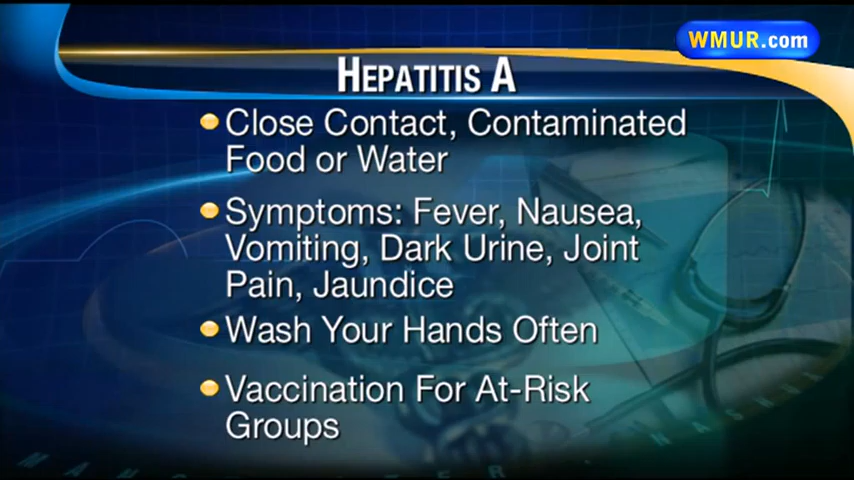 WMUR.com
HEPATITIS A
Close Contact, Contaminated
Food or Water
Symptoms: Fever, Nausea,
Vomiting, Dark Urine, Joint
Pain, Jaundice
Wash Your Hands Often
Vaccination For At-Risk
Groups